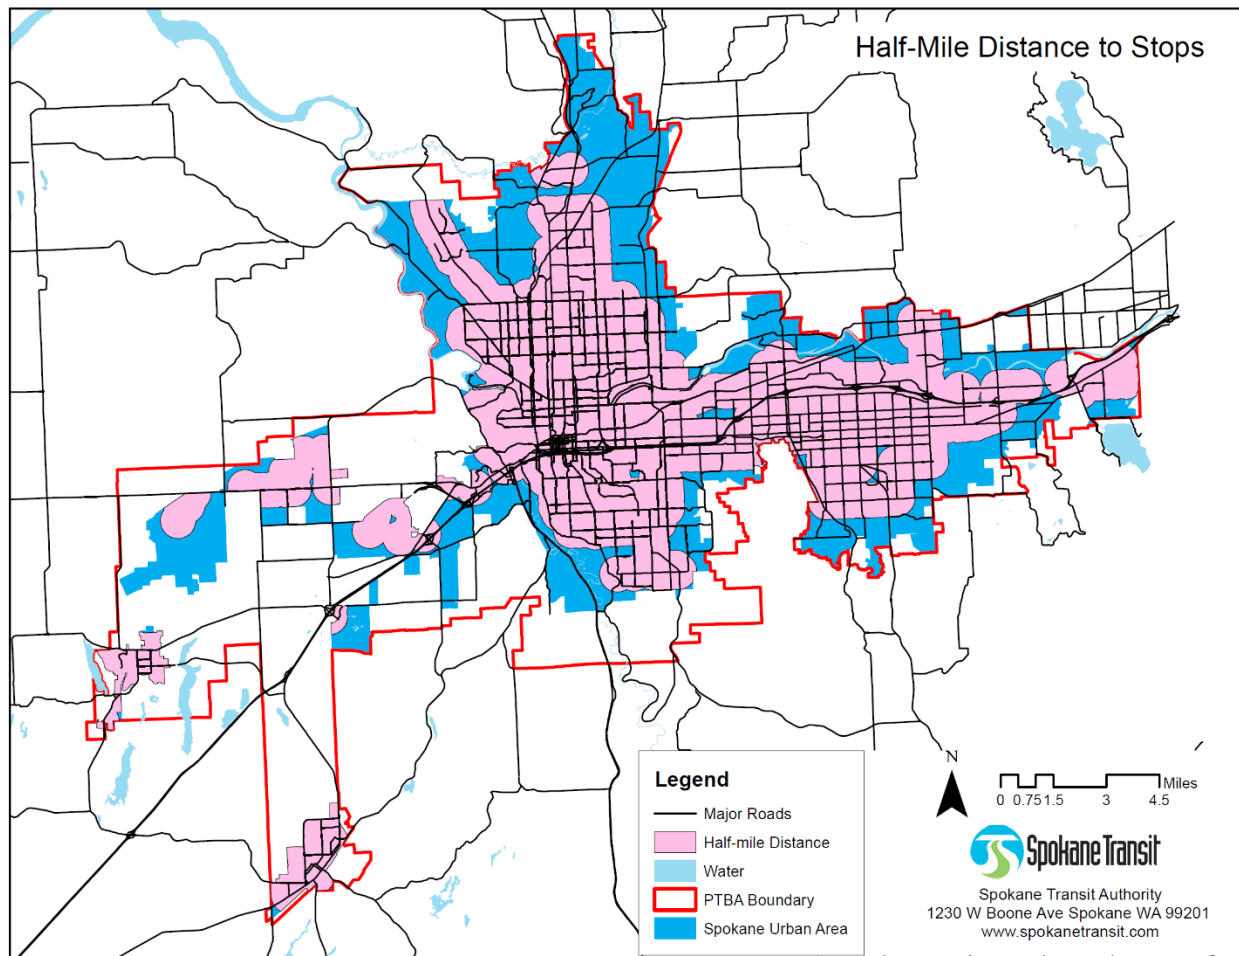 Half-Mile Distance to Stops
Legend
Major Roads
Half-mile Distance
Water
PTBA Boundary
Spokane Urban Area
N
Miles
0 0.75 1.5 3 4.5
Spokane Transit
Spokane Transit Authority
1230 W Boone Ave Spokane WA 99201
www.spokanetransit.com